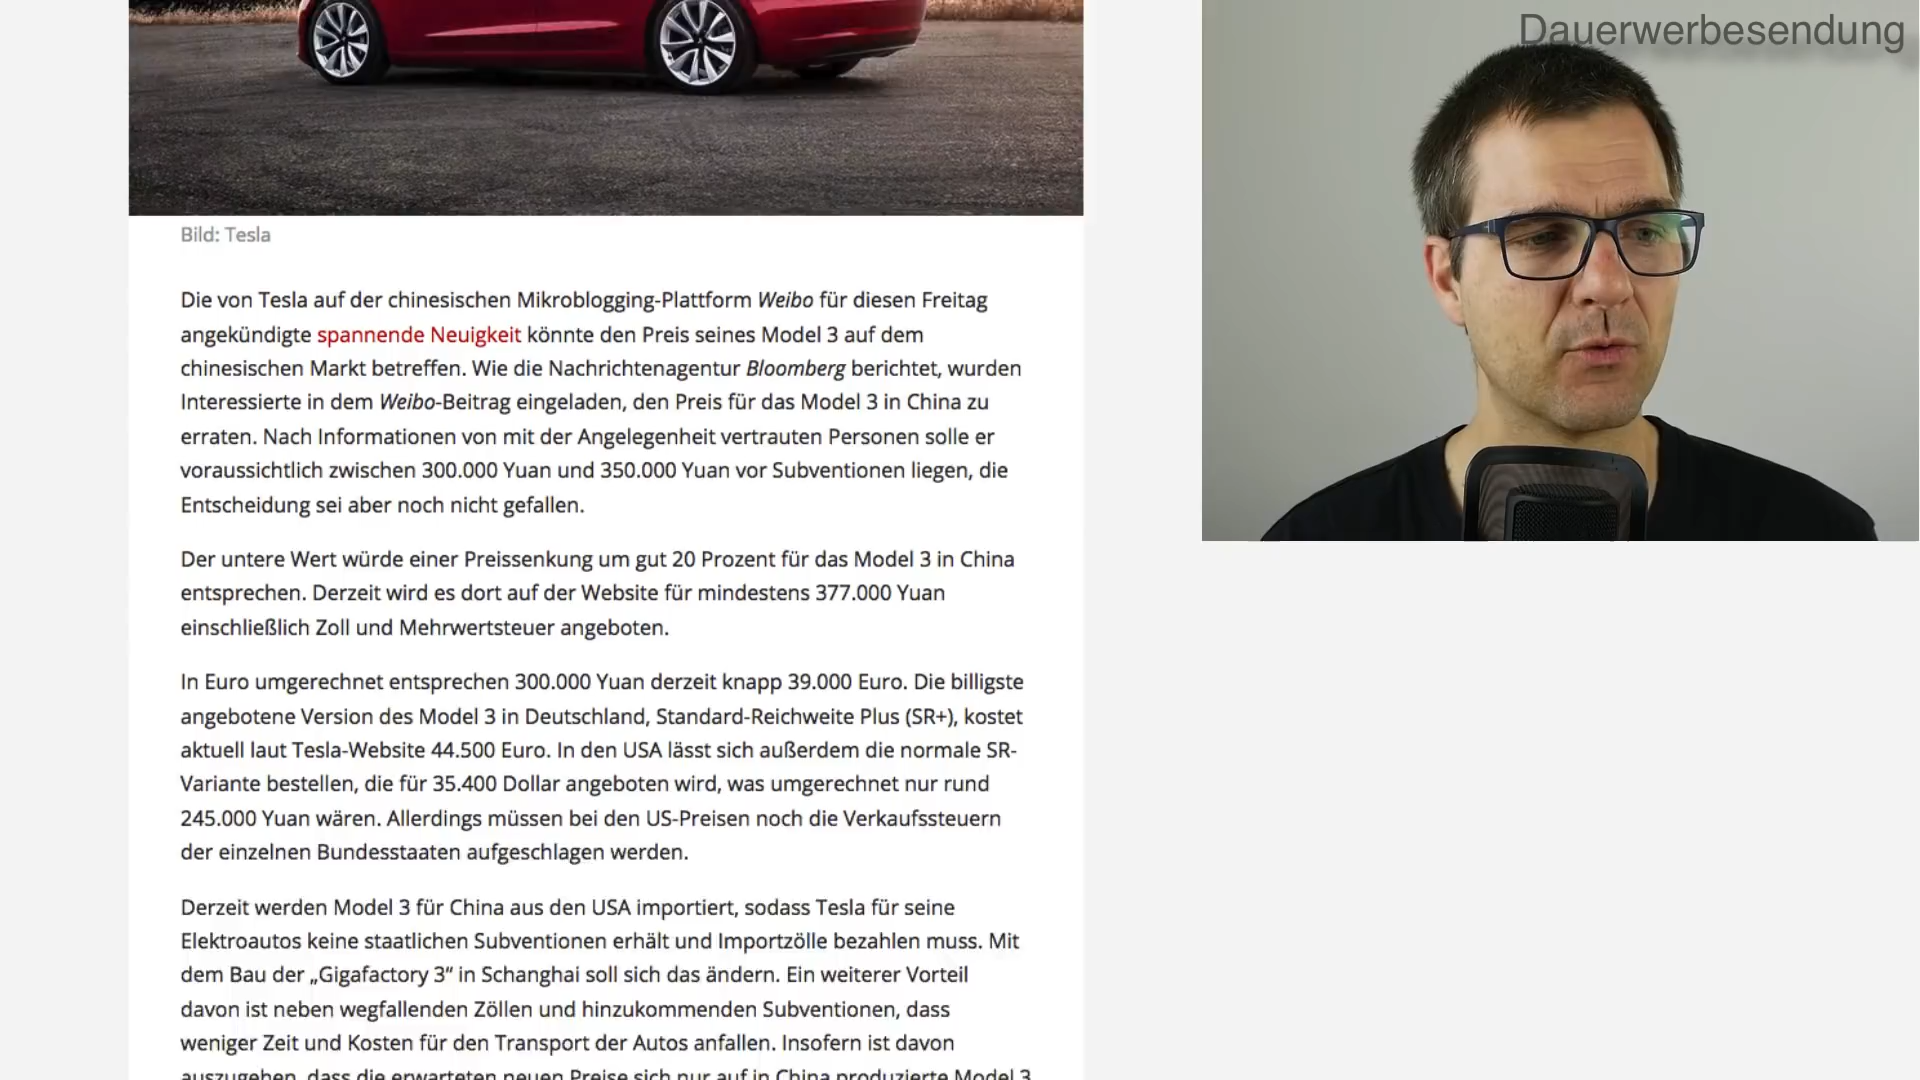 Dauerwerbesendung
Bild: Tesla
Die von Tesla auf der chinesischen Mikroblogging-Plattform Weibo für diesen Freitag
angekündigte spannende Neuigkeit könnte den Preis seines Model 3 auf dem
chinesischen Markt betreffen. Wie die Nachrichtenagentur Bloomberg berichtet, wurden
Interessierte in dem Weibo-Beitrag eingeladen, den Preis für das Model 3 in China zu
erraten. Nach Informationen von mit der Angelegenheit vertrauten Personen solle er
voraussichtlich zwischen 300.000 Yuan und 350.000 Yuan vor Subventionen liegen, die
Entscheidung sei aber noch nicht gefallen.
Der untere Wert würde einer Preissenkung um gut 20 Prozent für das Model 3 in China
entsprechen. Derzeit wird es dort auf der Website für mindestens 377.000 Yuan
einschließlich Zoll und Mehrwertsteuer angeboten.
In Euro umgerechnet entsprechen 300.000 Yuan derzeit knapp 39.000 Euro. Die billigste
angebotene Version des Model 3 in Deutschland, Standard-Reichweite Plus (SR+), kostet
aktuell laut Tesla-Website 44.500 Euro. In den USA lässt sich außerdem die normale SR-
Variante bestellen, die für 35.400 Dollar angeboten wird, was umgerechnet nur rund
245.000 Yuan wären. Allerdings müssen bei den US-Preisen noch die Verkaufssteuern
der einzelnen Bundesstaaten aufgeschlagen werden.
Derzeit werden Model 3 für China aus den USA importiert, sodass Tesla für seine
Elektroautos keine staatlichen Subventionen erhält und Importzölle bezahlen muss. Mit
dem Bau der „Gigafactory 3“ in Schanghai soll sich das ändern. Ein weiterer Vorteil
davon ist neben wegfallenden Zöllen und hinzukommenden Subventionen, dass
weniger Zeit und Kosten für den Transport der Autos anfallen. Insofern ist davon
auszugehen, dass die erwarteten neuen Preise sich nur auf in China produzierte Model 3